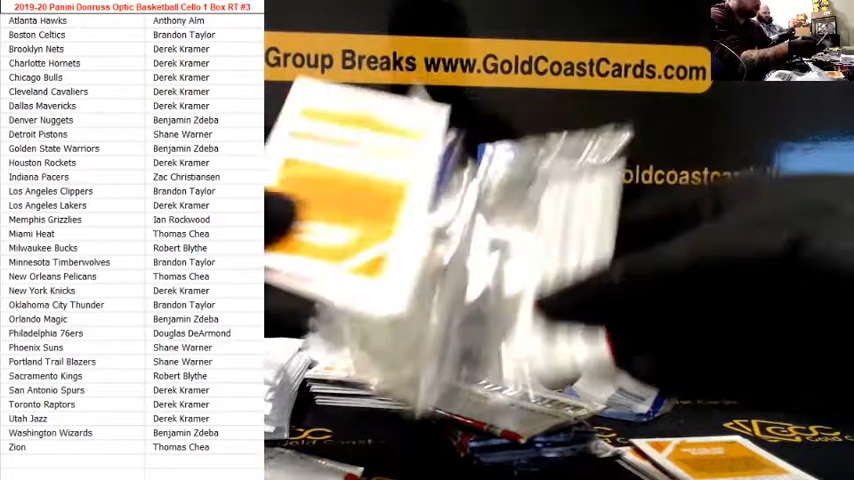 2019-20 Panini Donruss Optic Basketball Cello 1 Box RT #3
Atlanta Hawks Anthony Alm
Boston Celtics Brandon Taylor
Brooklyn Nets Derek Kramer
Charlotte Hornets Derek Kramer
Chicago Bulls Derek Kramer
Cleveland Cavaliers Derek Kramer
Dallas Mavericks Derek Kramer
Denver Nuggets Benjamin Zdeba
Detroit Pistons Shane Warner
Golden State Warriors Benjamin Zdeba
Houston Rockets Derek Kramer
Indiana Pacers Zac Christiansen
Los Angeles Clippers Brandon Taylor
Los Angeles Lakers Derek Kramer
Memphis Grizzlies Ian Rockwood
Miami Heat Thomas Chea
Milwaukee Bucks Robert Blythe
Minnesota Timberwolves Brandon Taylor
New Orleans Pelicans Thomas Chea
New York Knicks Derek Kramer
Oklahoma City Thunder Brandon Taylor
Orlando Magic Benjamin Zdeba
Philadelphia 76ers Douglas DeArmond
Phoenix Suns Shane Warner
Portland Trail Blazers Shane Warner
Sacramento Kings Robert Blythe
San Antonio Spurs Derek Kramer
Toronto Raptors Derek Kramer
Utah Jazz Derek Kramer
Washington Wizards Benjamin Zdeba
Zion Thomas Chea
Group Breaks www.GoldCoastCards.com
oldcoastcard
Gold Coast